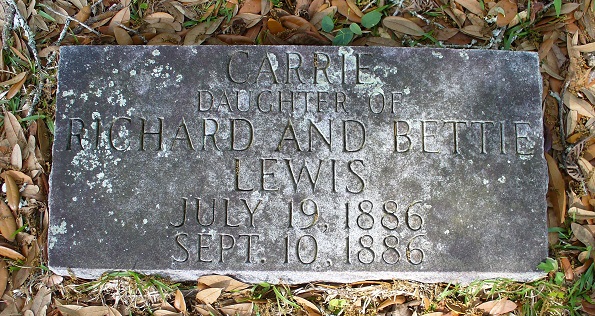 CARRIE
DAUGHTER OF
RICHARD AND BETTIE
LEWIS
JULY 19, 1886
SEPT. 10, 1886